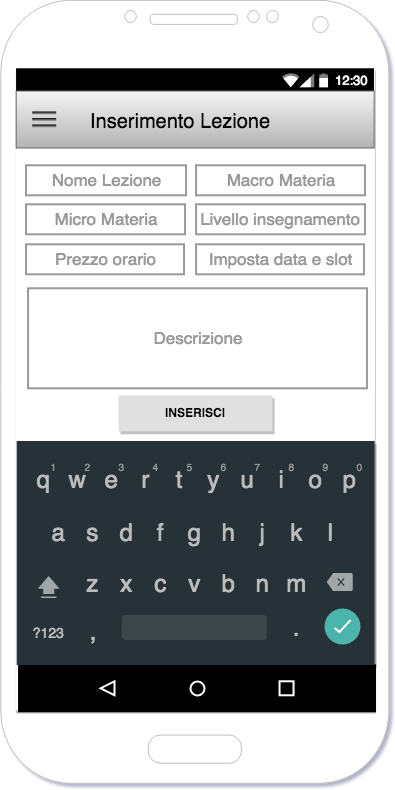 12:30
Inserimento Lezione
Nome Lezione Macro Materia
Micro Materia Livello insegnamento
Prezzo orario Imposta data e slot
Descrizione
INSERISCI
1 2 3 4 5 6 7 8 9 0
q w e r t y u i o p
a s d f g h j k l
z x c v b n m
?123 , .